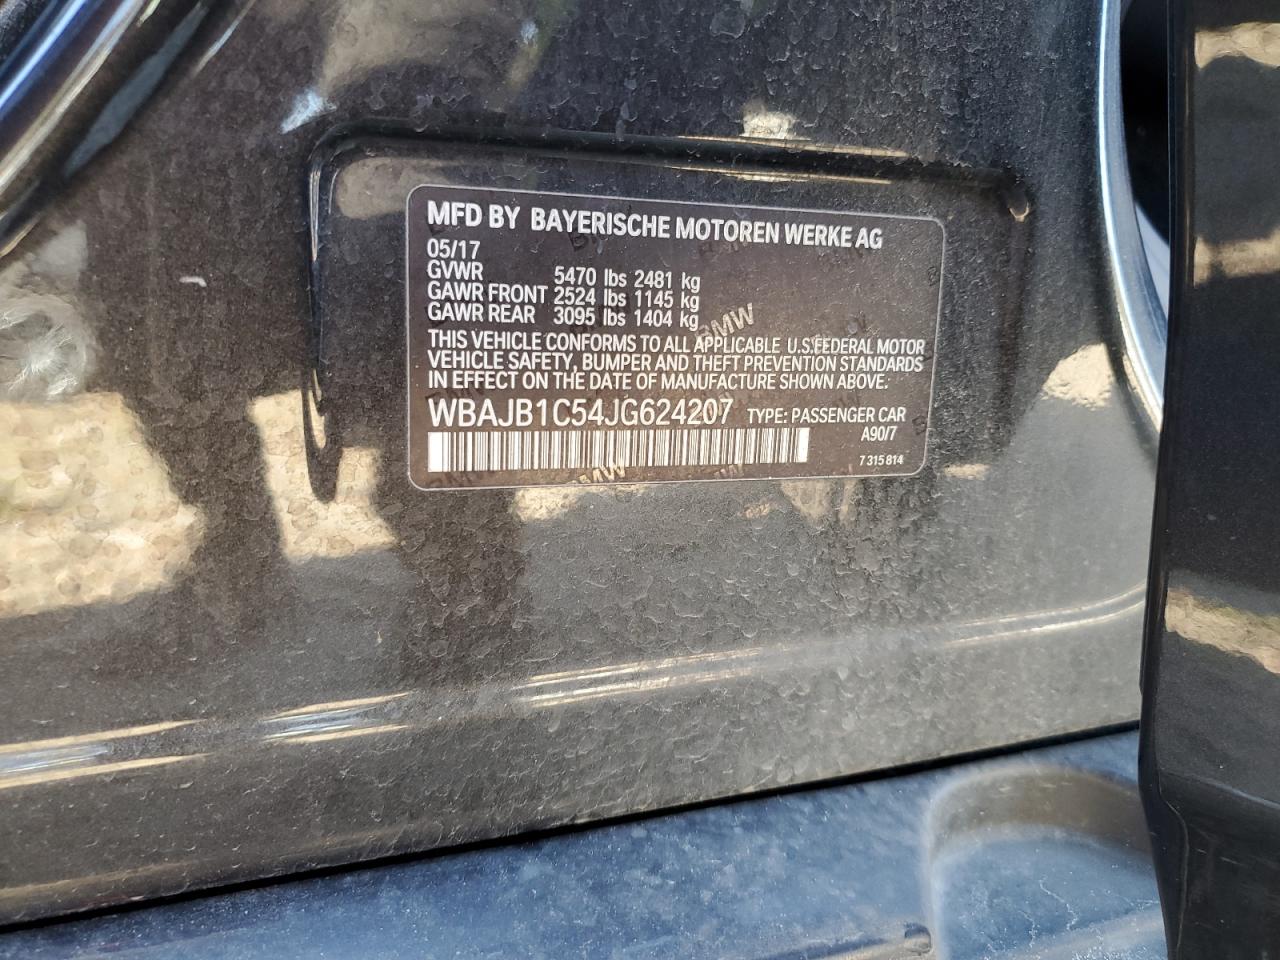 MFD BY BAYERISCHE MOTOREN WERKE AG
05/17
GVWR 5470 lbs 2481 kg
GAWR FRONT 2524 lbs 1145 kg
GAWR REAR 3095 lbs 1404 kg
THIS VEHICLE CONFORMS TO ALL APPLICABLE U.S.FEDERAL MOTOR
VEHICLE SAFETY, BUMPER AND THEFT PREVENTION STANDARDS
IN EFFECT ON THE DATE OF MANUFACTURE SHOWN ABOVE.
WBAJB1C54JG624207 TYPE: PASSENGER CAR
A90/7
7 315 814
BMW
BMW